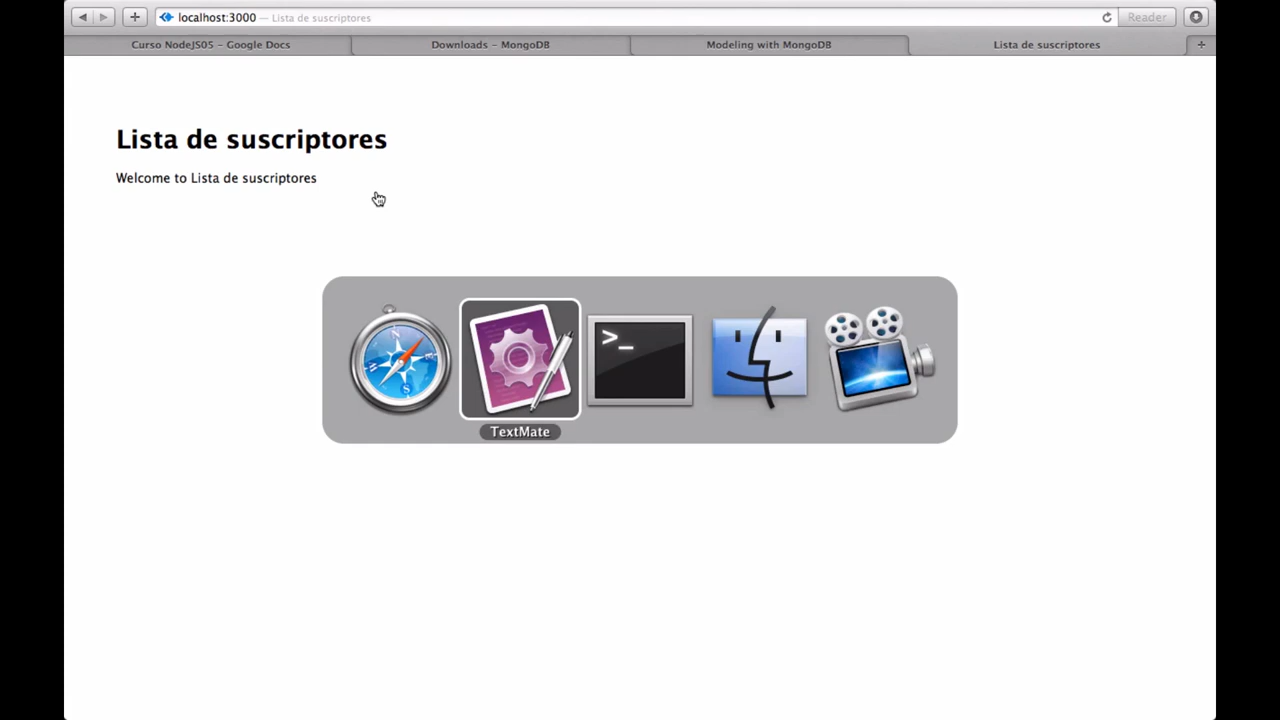 localhost:3000 — Lista de suscriptores
Reader
Curso NodeJS05 - Google Docs
Downloads - MongoDB
Modeling with MongoDB
Lista de suscriptores
Lista de suscriptores
Welcome to Lista de suscriptores
TextMate